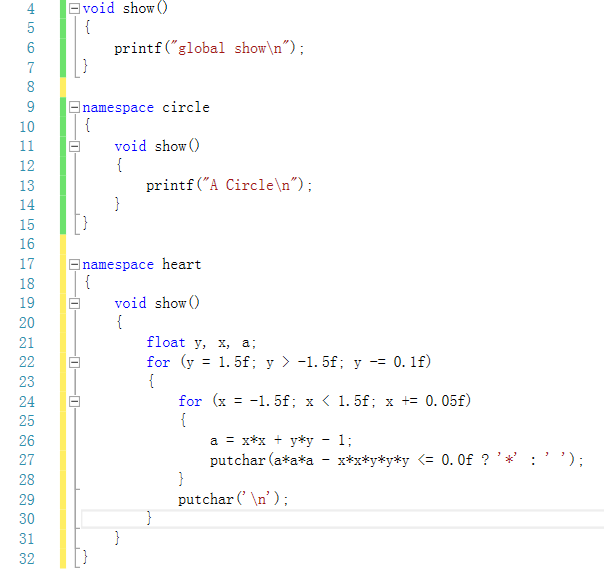 4 void show()
5 {
6     printf("global show\n");
7 }
8
9 namespace circle
10 {
11     void show()
12     {
13         printf("A Circle\n");
14     }
15 }
16
17 namespace heart
18 {
19     void show()
20     {
21         float y, x, a;
22         for (y = 1.5f; y > -1.5f; y -= 0.1f)
23         {
24             for (x = -1.5f; x < 1.5f; x += 0.05f)
25             {
26                 a = x*x + y*y - 1;
27                 putchar(a*a*a - x*x*y*y*y <= 0.0f ? '*' : ' ');
28             }
29             putchar('\n');
30         }
31     }
32 }